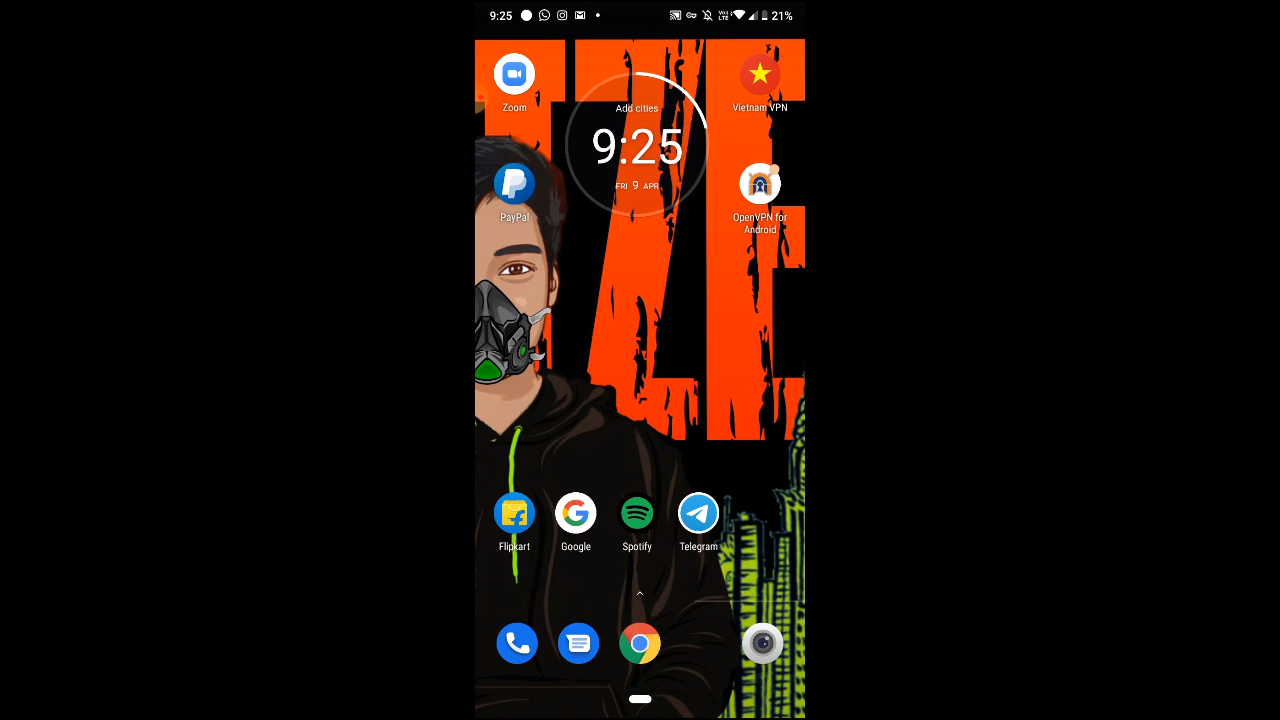 9:25
VoLTE
21%
Zoom
Add cities
Vietnam VPN
9:25
FRI 9 APR
PayPal
OpenVPN for
Android
Flipkart
Google
Spotify
Telegram